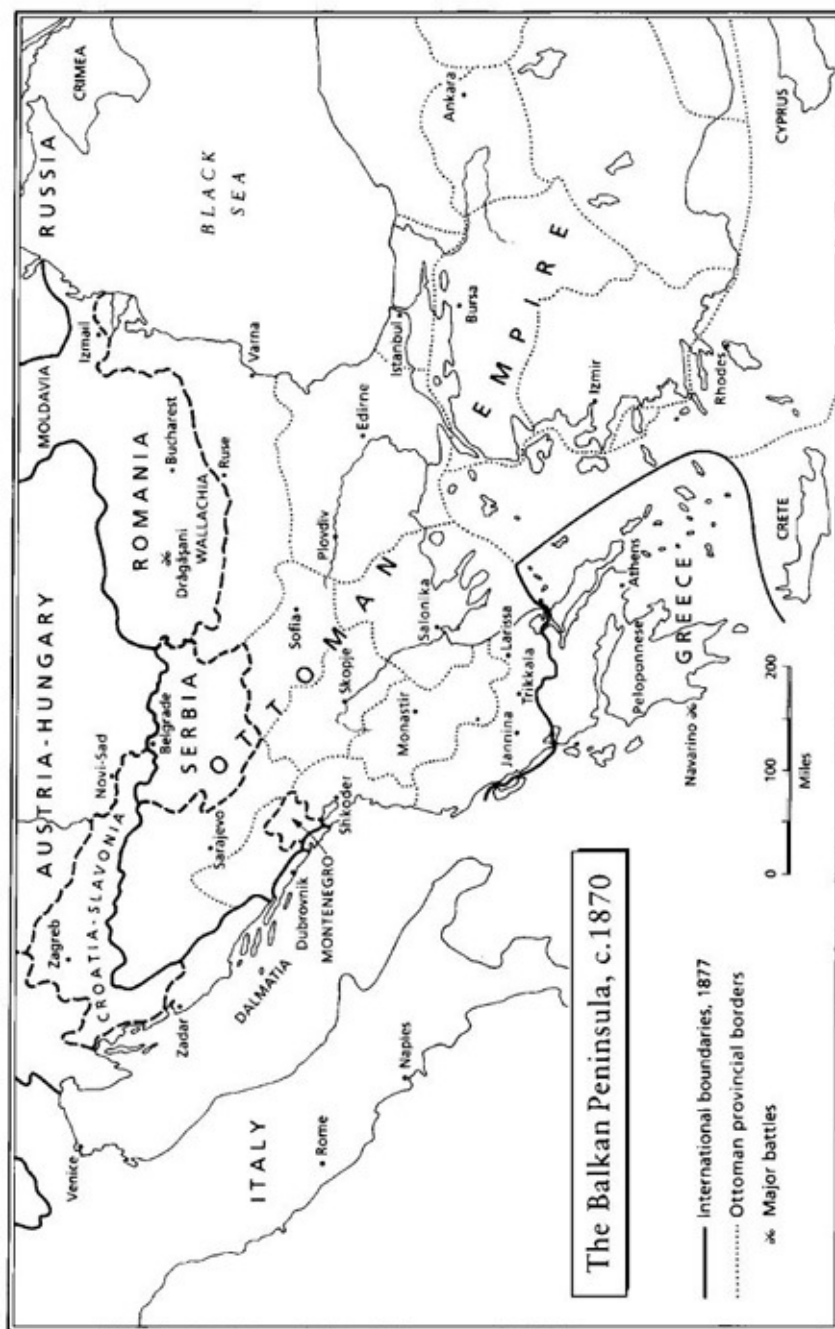 RUSSIA
CRIMEA
AUSTRIA-HUNGARY
MOLDAVIA
Izmail
BLACK
SEA
Zagreb
CROATIA-SLAVONIA
Novi-Sad
Venice
ROMANIA
Bucharest
Drăgășani
WALLACHIA
Belgrade
SERBIA
Ruse
Varna
Zadar
Sarajevo
DALMATIA
Dubrovnik
MONTENEGRO
OTTOMAN
EMPIRE
Sofia
Plovdiv
Edirne
Istanbul
Ankara
ITALY
Rome
Shkoder
Skopje
Bursa
Napies
Monastir
Salonika
Jannina
Larissa
Trikkala
Izmir
Peloponnese
Athens
GREECE
Navarino
Rhodes
CRETE
CYPRUS
The Balkan Peninsula, c.1870
0 100 200
Miles
International boundaries, 1877
Ottoman provincial borders
Major battles